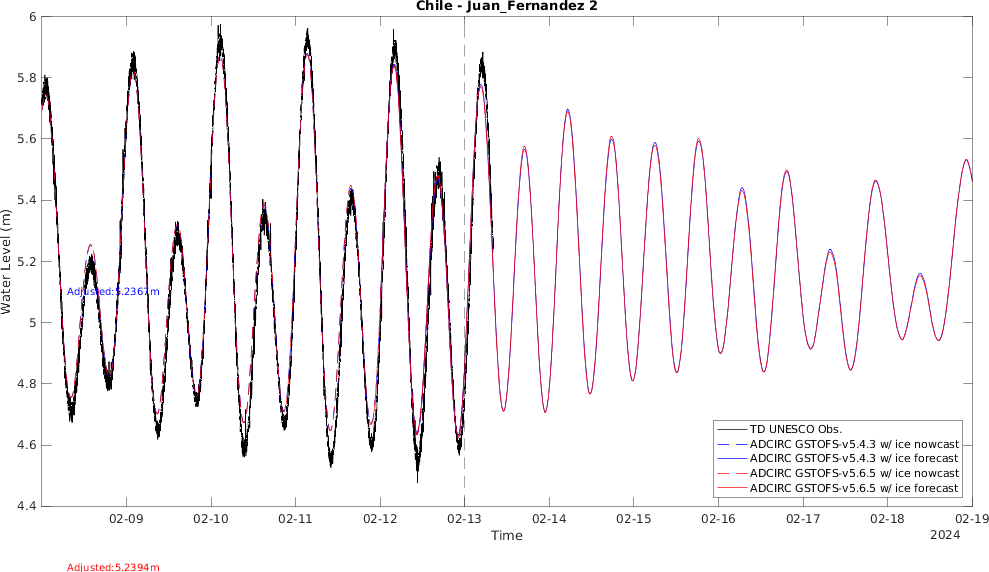 Chile - Juan_Fernandez 2
6
5.8
5.6
5.4
5.2
5
4.8
4.6
4.4
Water Level (m)
Adjusted:5.2367m
TD UNESCO Obs.
ADCIRC GSTOFS-v5.4.3 w/ ice nowcast
ADCIRC GSTOFS-v5.4.3 w/ ice forecast
ADCIRC GSTOFS-v5.6.5 w/ ice nowcast
ADCIRC GSTOFS-v5.6.5 w/ ice forecast
02-09 02-10 02-11 02-12 02-13 02-14 02-15 02-16 02-17 02-18 02-19
Time
2024
Adjusted:5.2394m